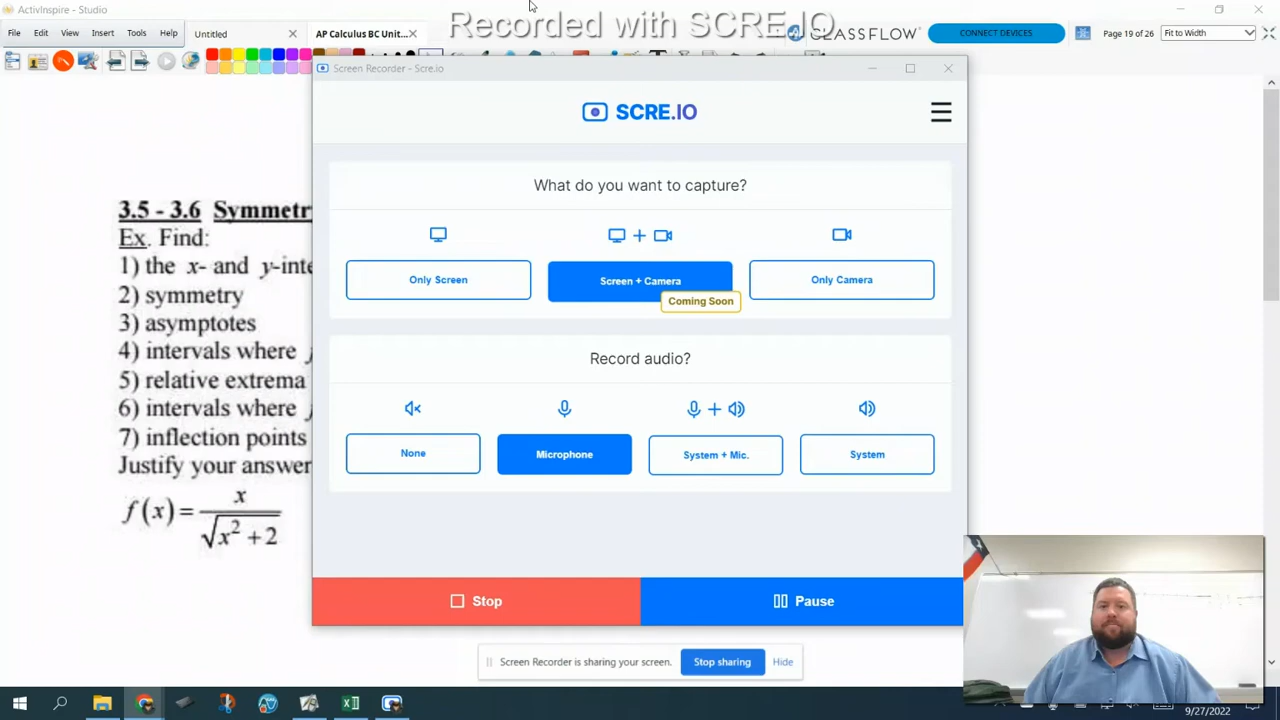 ActivInspire - Studio
Recorded with SCRE.IO
File Edit View Insert Tools Help
Untitled
AP Calculus BC Unit...
CLASSFLOW
CONNECT DEVICES
Page 19 of 26
Fit to Width
Screen Recorder - Scre.io
SCRE.IO
What do you want to capture?
Only Screen
Screen + Camera
Only Camera
Coming Soon
Record audio?
None
Microphone
System + Mic.
System
Stop
Pause
3.5 - 3.6 Symmetr
Ex. Find:
1) the x- and y-inte
2) symmetry
3) asymptotes
4) intervals where
5) relative extrema
6) intervals where
7) inflection points
Justify your answer
f(x) = x / √(x² + 2)
Screen Recorder is sharing your screen.
Stop sharing
Hide
9/27/2022